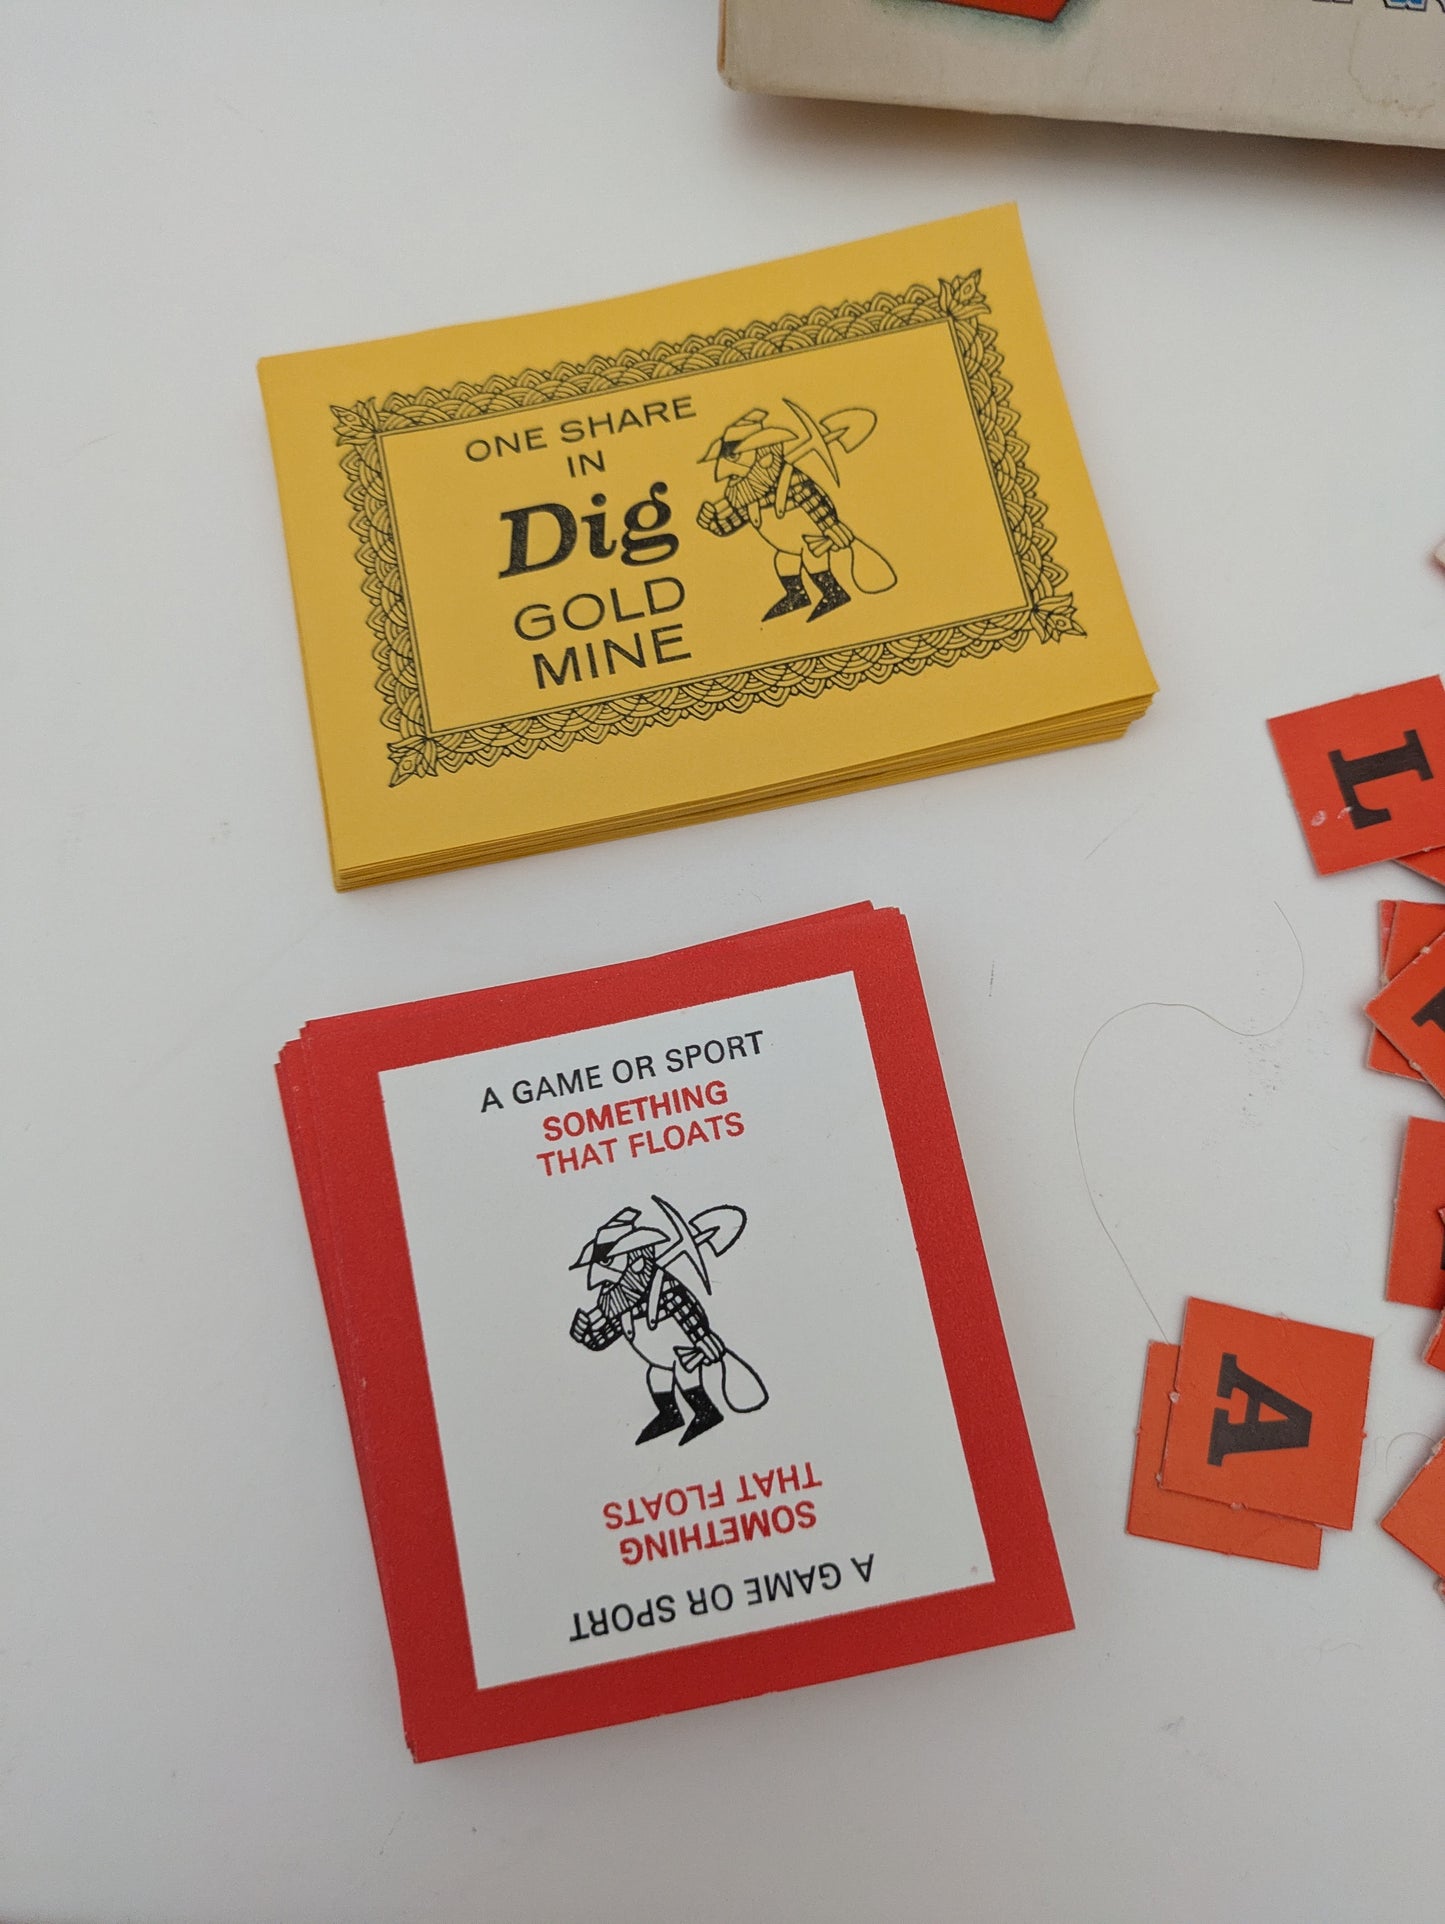 ONE SHARE
IN
Dig
GOLD
MINE
A GAME OR SPORT
SOMETHING
THAT FLOATS
SOMETHING
THAT FLOATS
A GAME OR SPORT
L
A